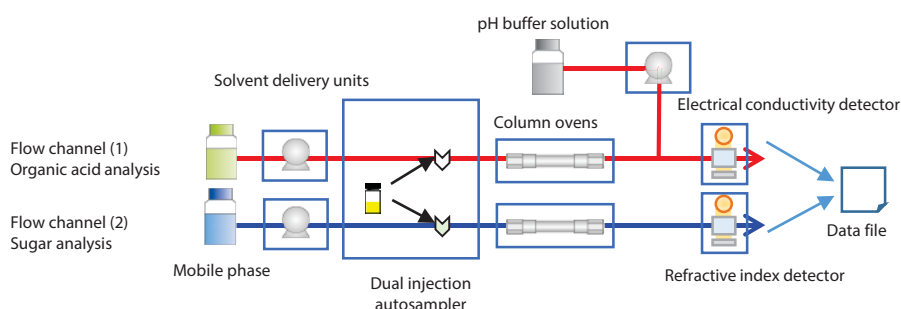 pH buffer solution
Solvent delivery units
Electrical conductivity detector
Column ovens
Flow channel (1)
Organic acid analysis
Flow channel (2)
Sugar analysis
Data file
Mobile phase
Refractive index detector
Dual injection
autosampler